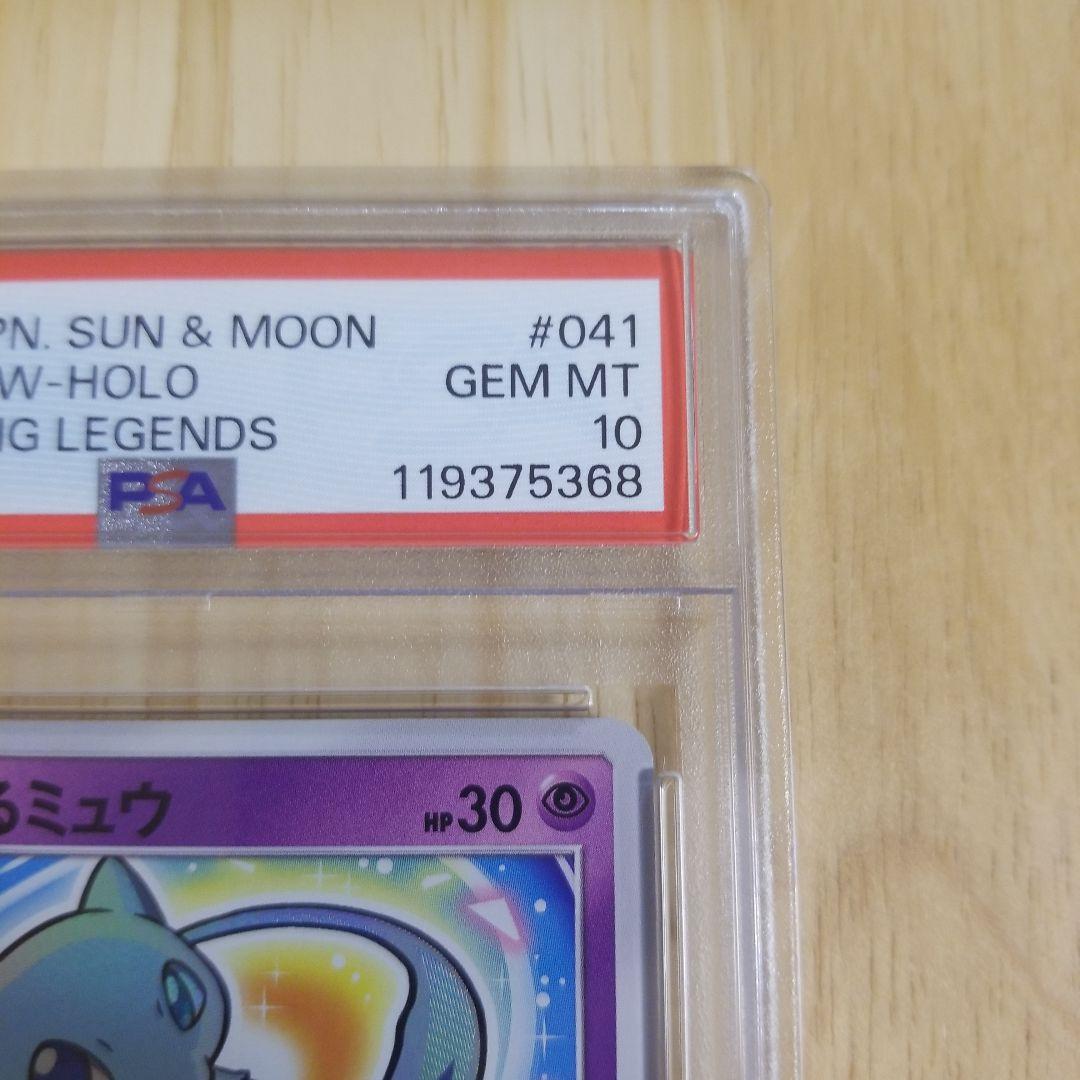 PN. SUN & MOON #041
W-HOLO GEM MT
NG LEGENDS 10
PSA 119375368
るミュウ HP30